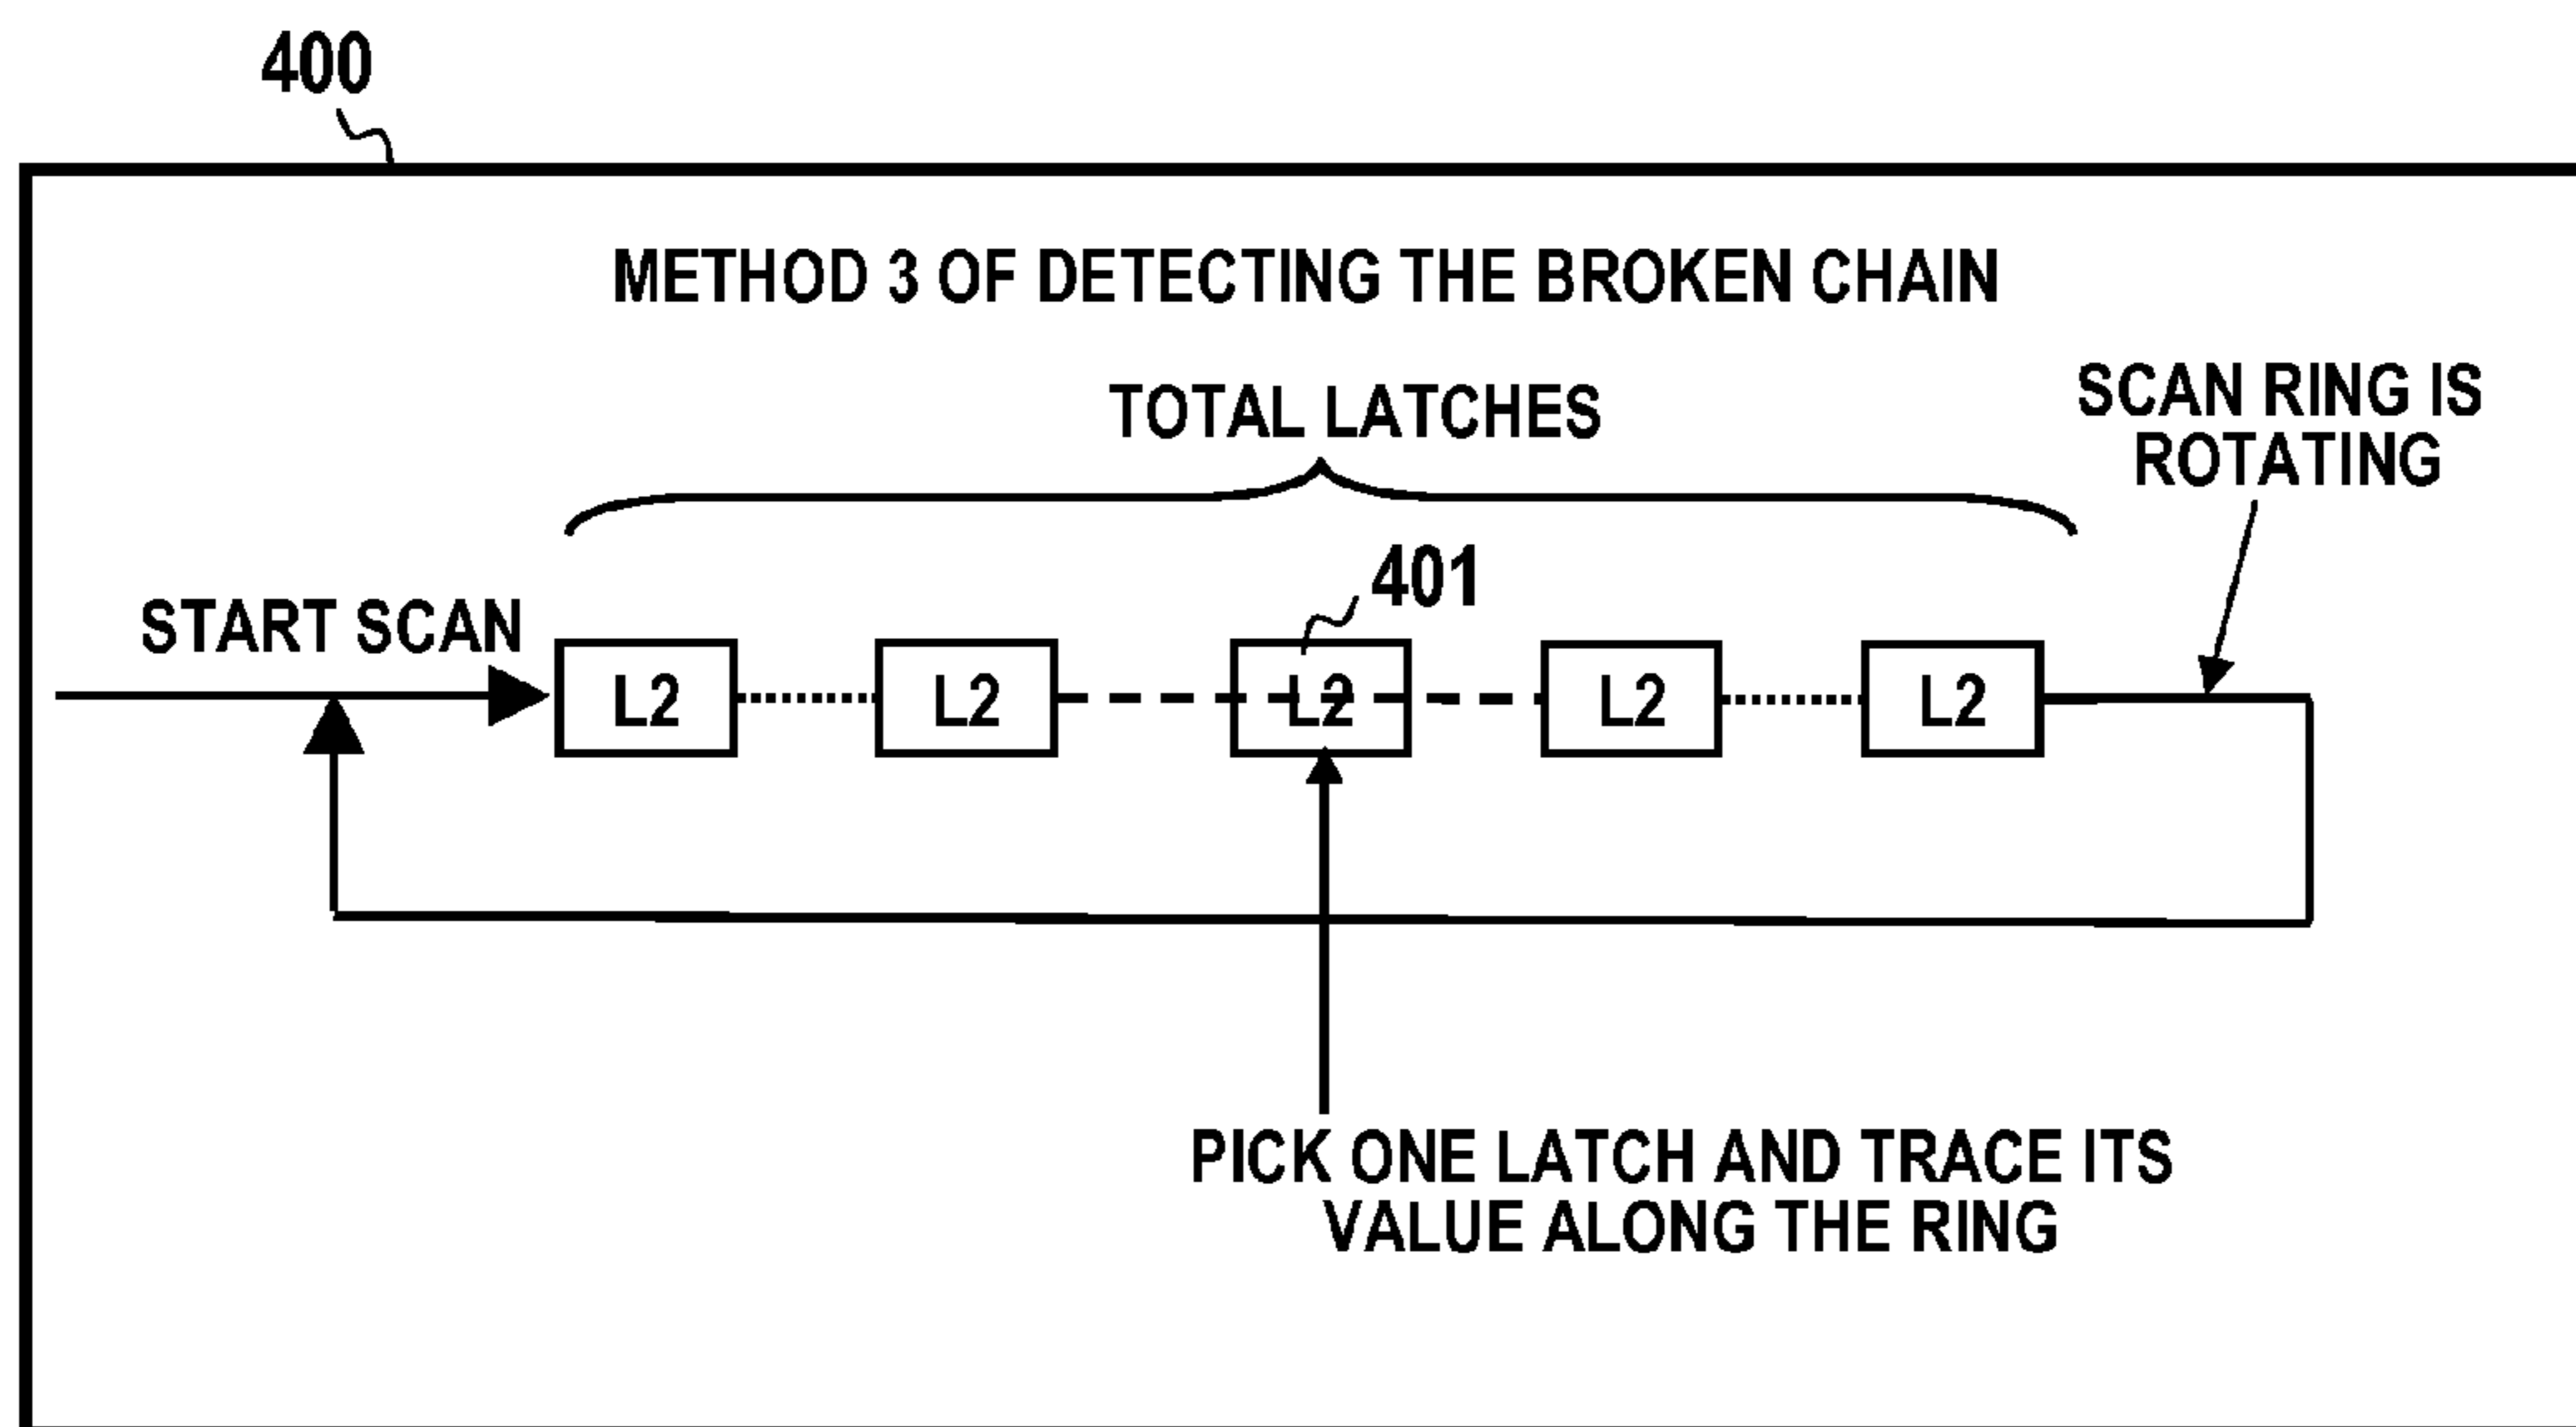 400
METHOD 3 OF DETECTING THE BROKEN CHAIN
TOTAL LATCHES
SCAN RING IS
ROTATING
401
START SCAN
L2 L2 L2 L2 L2
PICK ONE LATCH AND TRACE ITS
VALUE ALONG THE RING